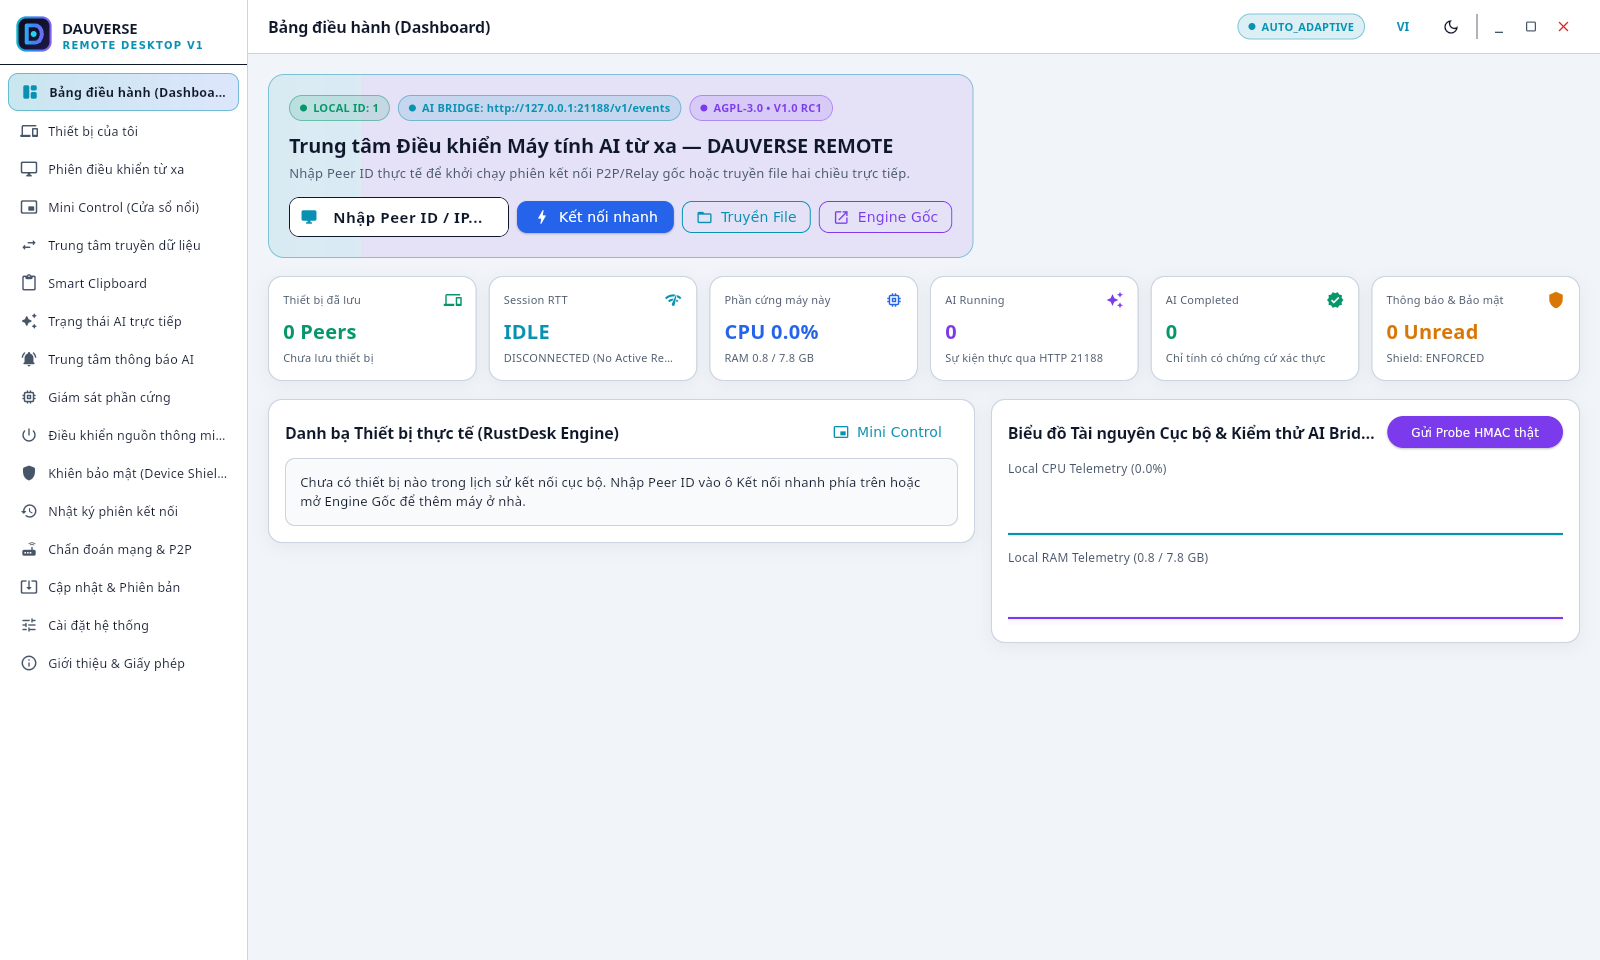 DAUVERSE
REMOTE DESKTOP V1
Bảng điều hành (Dashboa...
Thiết bị của tôi
Phiên điều khiển từ xa
Mini Control (Cửa sổ nổi)
Trung tâm truyền dữ liệu
Smart Clipboard
Trạng thái AI trực tiếp
Trung tâm thông báo AI
Giám sát phần cứng
Điều khiển nguồn thông mi...
Khiên bảo mật (Device Shiel...
Nhật ký phiên kết nối
Chẩn đoán mạng & P2P
Cập nhật & Phiên bản
Cài đặt hệ thống
Giới thiệu & Giấy phép
Bảng điều hành (Dashboard)
AUTO_ADAPTIVE
VI
LOCAL ID: 1
AI BRIDGE: http://127.0.0.1:21188/v1/events
AGPL-3.0 • V1.0 RC1
Trung tâm Điều khiển Máy tính AI từ xa — DAUVERSE REMOTE
Nhập Peer ID thực tế để khởi chạy phiên kết nối P2P/Relay gốc hoặc truyền file hai chiều trực tiếp.
Nhập Peer ID / IP...
Kết nối nhanh
Truyền File
Engine Gốc
Thiết bị đã lưu
0 Peers
Chưa lưu thiết bị
Session RTT
IDLE
DISCONNECTED (No Active Re...
Phần cứng máy này
CPU 0.0%
RAM 0.8 / 7.8 GB
AI Running
0
Sự kiện thực qua HTTP 21188
AI Completed
0
Chỉ tính có chứng cứ xác thực
Thông báo & Bảo mật
0 Unread
Shield: ENFORCED
Danh bạ Thiết bị thực tế (RustDesk Engine)
Mini Control
Chưa có thiết bị nào trong lịch sử kết nối cục bộ. Nhập Peer ID vào ô Kết nối nhanh phía trên hoặc
mở Engine Gốc để thêm máy ở nhà.
Biểu đồ Tài nguyên Cục bộ & Kiểm thử AI Brid...
Gửi Probe HMAC thật
Local CPU Telemetry (0.0%)
Local RAM Telemetry (0.8 / 7.8 GB)